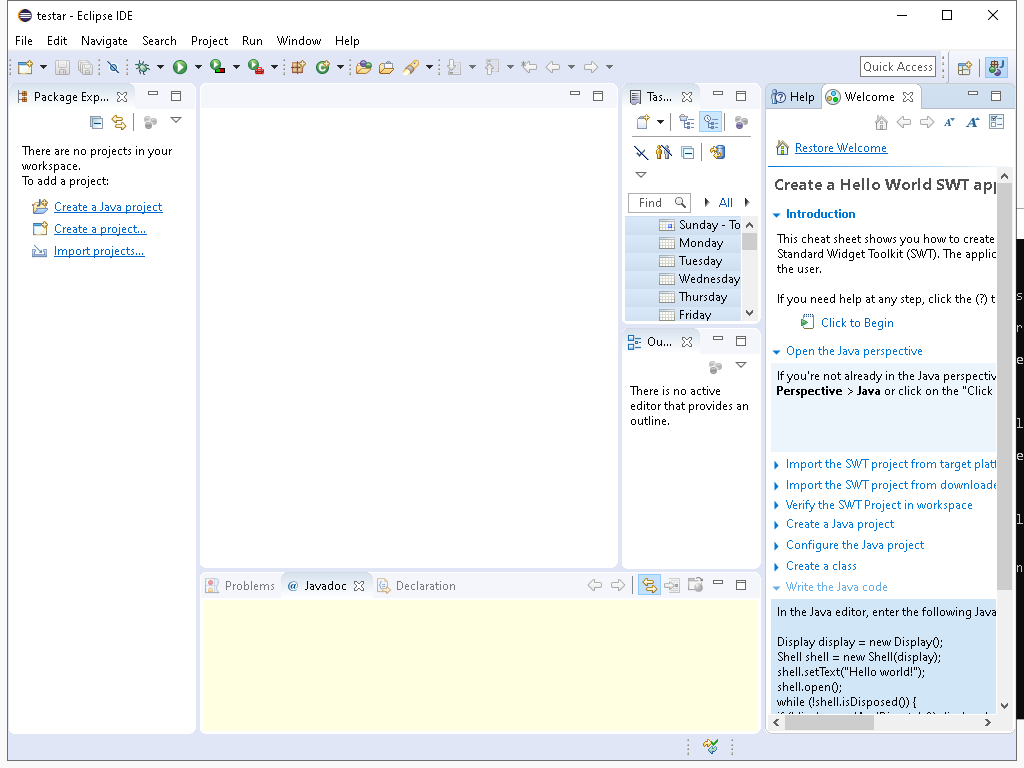 testar - Eclipse IDE
File Edit Navigate Search Project Run Window Help
Quick Access
Package Exp...
There are no projects in your
workspace.
To add a project:
Create a Java project
Create a project...
Import projects...
Tas...
Find
All
Sunday - To
Monday
Tuesday
Wednesday
Thursday
Friday
Ou...
There is no active
editor that provides an
outline.
Help
Welcome
Restore Welcome
Create a Hello World SWT app
Introduction
This cheat sheet shows you how to create
Standard Widget Toolkit (SWT). The applic
the user.
If you need help at any step, click the (?) t
Click to Begin
Open the Java perspective
If you're not already in the Java perspectiv
Perspective > Java or click on the "Click
Import the SWT project from target platf
Import the SWT project from downloade
Verify the SWT Project in workspace
Create a Java project
Configure the Java project
Create a class
Write the Java code
In the Java editor, enter the following Java
Display display = new Display();
Shell shell = new Shell(display);
shell.setText("Hello world!");
shell.open();
while (!shell.isDisposed()) {
Problems
@ Javadoc
Declaration